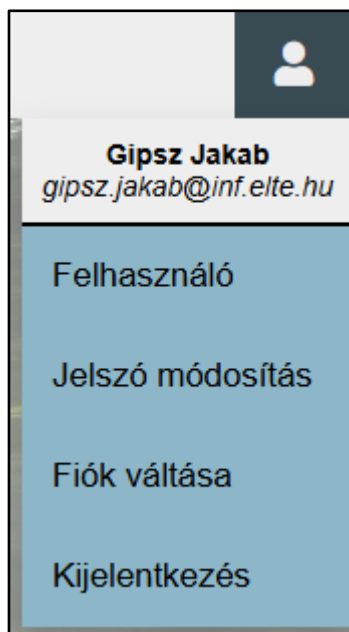 Gipsz Jakab
gipsz.jakab@inf.elte.hu
Felhasználó
Jelszó módosítás
Fiók váltása
Kijelentkezés